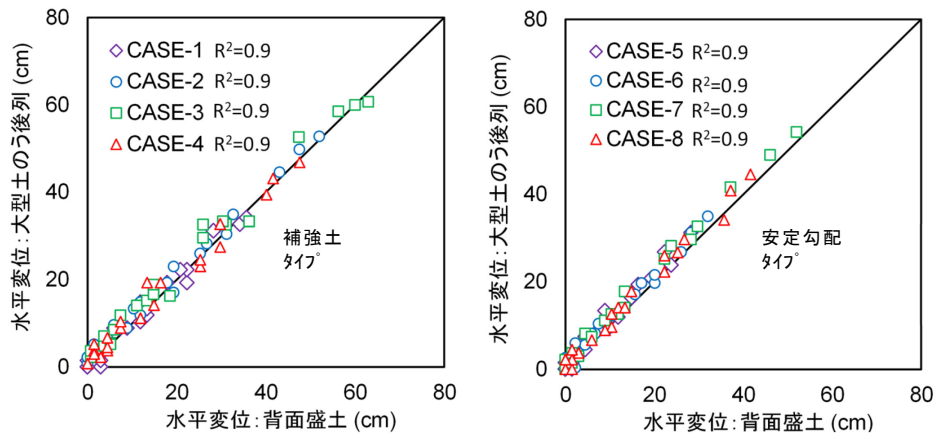 80
60
40
20
0
水平変位:大型土のう後列 (cm)
CASE-1 R²=0.9
CASE-2 R²=0.9
CASE-3 R²=0.9
CASE-4 R²=0.9
補強土
ﾀｲﾌﾟ
0 20 40 60 80
水平変位:背面盛土 (cm)
80
60
40
20
0
水平変位:大型土のう後列 (cm)
CASE-5 R²=0.9
CASE-6 R²=0.9
CASE-7 R²=0.9
CASE-8 R²=0.9
安定勾配
ﾀｲﾌﾟ
0 20 40 60 80
水平変位:背面盛土 (cm)